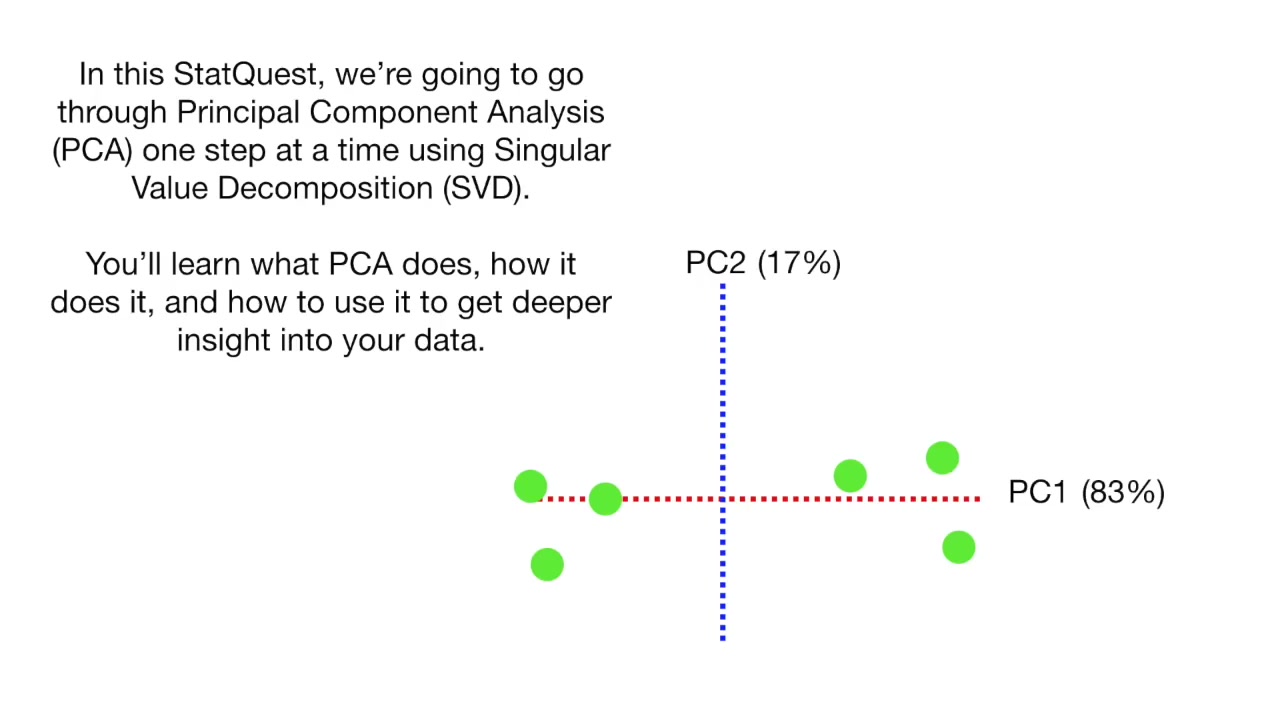 In this StatQuest, we’re going to go
through Principal Component Analysis
(PCA) one step at a time using Singular
Value Decomposition (SVD).
You’ll learn what PCA does, how it
does it, and how to use it to get deeper
insight into your data.
PC2 (17%)
PC1 (83%)